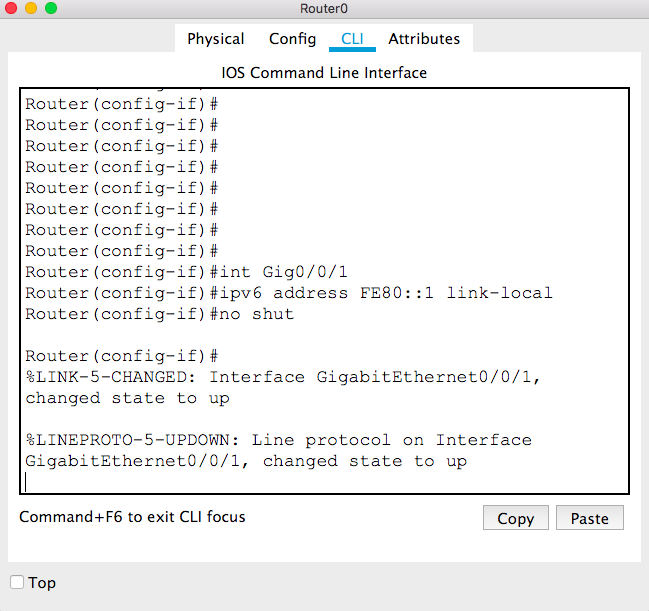 Router0
Physical Config CLI Attributes
IOS Command Line Interface
Router(config-if)#
Router(config-if)#
Router(config-if)#
Router(config-if)#
Router(config-if)#
Router(config-if)#
Router(config-if)#
Router(config-if)#
Router(config-if)#int Gig0/0/1
Router(config-if)#ipv6 address FE80::1 link-local
Router(config-if)#no shut
Router(config-if)#
%LINK-5-CHANGED: Interface GigabitEthernet0/0/1,
changed state to up
%LINEPROTO-5-UPDOWN: Line protocol on Interface
GigabitEthernet0/0/1, changed state to up
Command+F6 to exit CLI focus
Copy Paste
Top